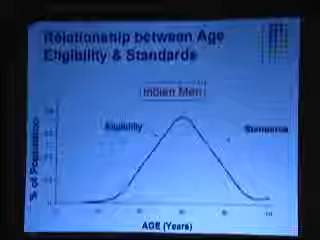 Relationship between Age
Eligibility & Standards
Indian Men
Eligibility
Standards
% of Population
AGE (Years)